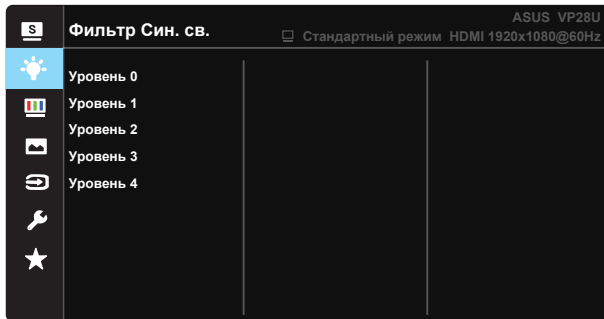 S
ASUS VP28U
Фильтр Син. св.
Стандартный режим HDMI 1920x1080@60Hz
Уровень 0
Уровень 1
Уровень 2
Уровень 3
Уровень 4